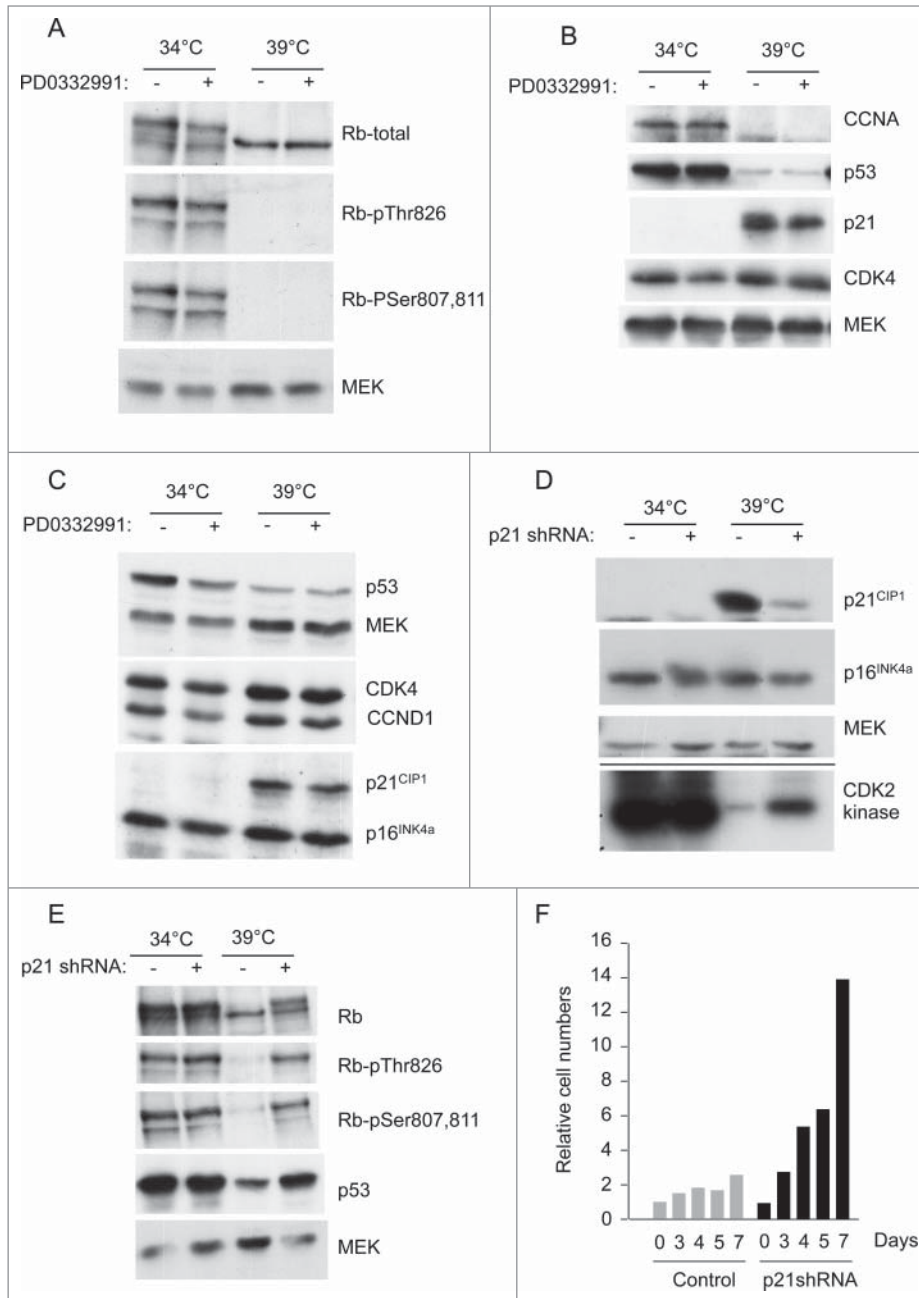 A
34°C 39°C
PD0332991: - + - +
Rb-total
Rb-pThr826
Rb-PSer807,811
MEK
B
34°C 39°C
PD0332991: - + - +
CCNA
p53
p21
CDK4
MEK
C
34°C 39°C
PD0332991: - + - +
p53
MEK
CDK4
CCND1
p21CIP1
p16INK4a
D
34°C 39°C
p21 shRNA: - + - +
p21CIP1
p16INK4a
MEK
CDK2
kinase
E
34°C 39°C
p21 shRNA: - + - +
Rb
Rb-pThr826
Rb-pSer807,811
p53
MEK
F
Relative cell numbers
16
14
12
10
8
6
4
2
0
0 3 4 5 7 0 3 4 5 7 Days
Control p21shRNA